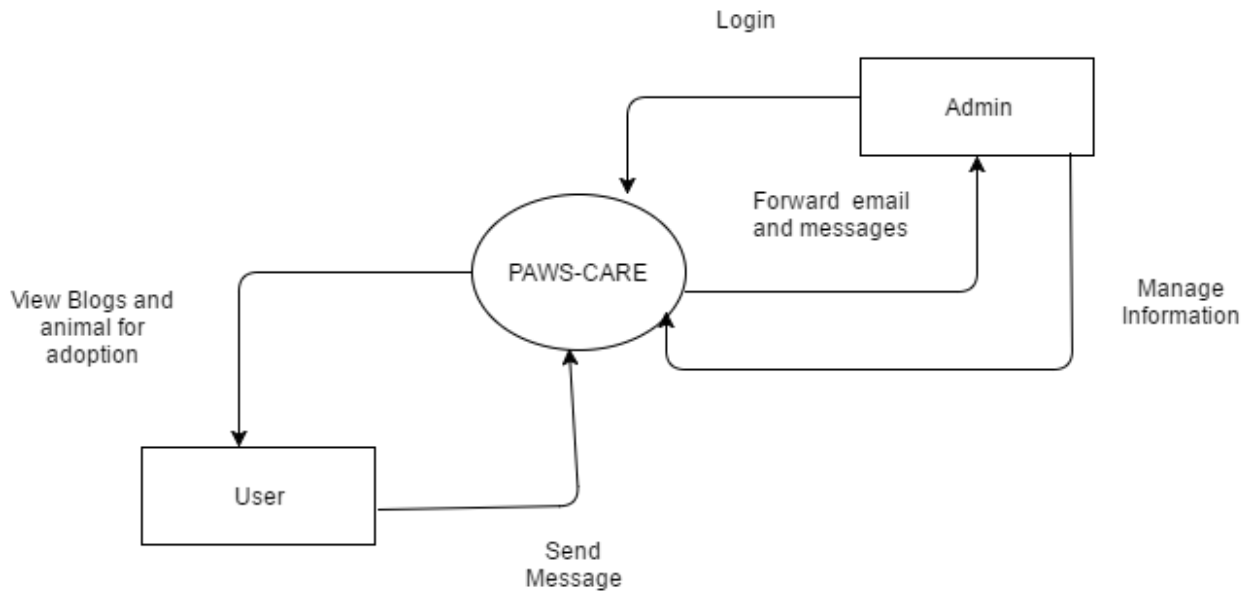 Login
Admin
Forward email
and messages
PAWS-CARE
View Blogs and
animal for
adoption
Manage
Information
User
Send
Message